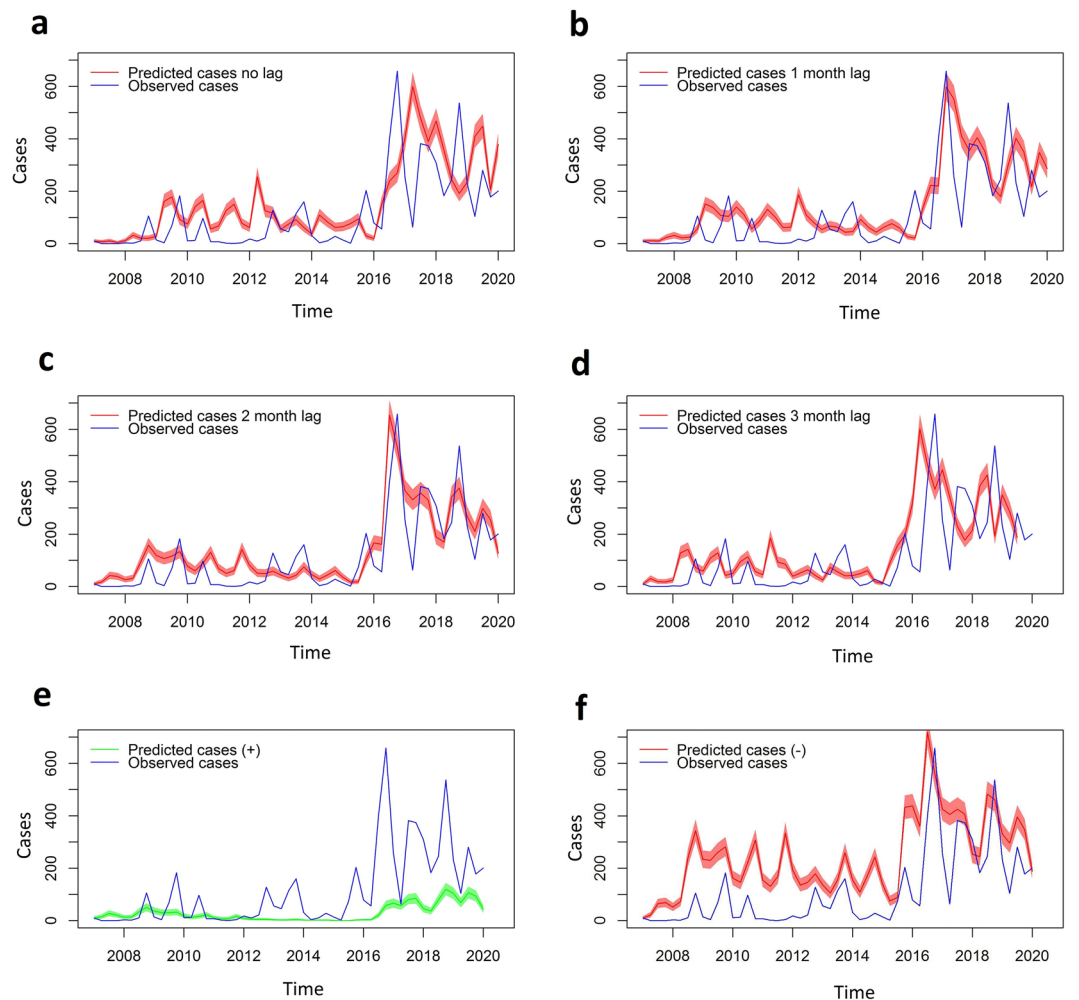 a
Predicted cases no lag
Observed cases
Cases
0 200 400 600
2008 2010 2012 2014 2016 2018 2020
Time
b
Predicted cases 1 month lag
Observed cases
Cases
0 200 400 600
2008 2010 2012 2014 2016 2018 2020
Time
c
Predicted cases 2 month lag
Observed cases
Cases
0 200 400 600
2008 2010 2012 2014 2016 2018 2020
Time
d
Predicted cases 3 month lag
Observed cases
Cases
0 200 400 600
2008 2010 2012 2014 2016 2018 2020
Time
e
Predicted cases (+)
Observed cases
Cases
0 200 400 600
2008 2010 2012 2014 2016 2018 2020
Time
f
Predicted cases (-)
Observed cases
Cases
0 200 400 600
2008 2010 2012 2014 2016 2018 2020
Time